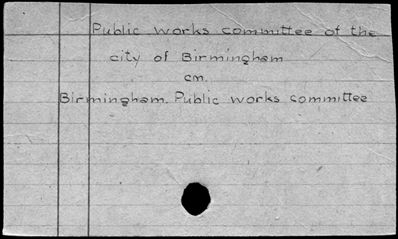 Public works committee of the
city of Birmingham
cm.
Birmingham. Public works committee